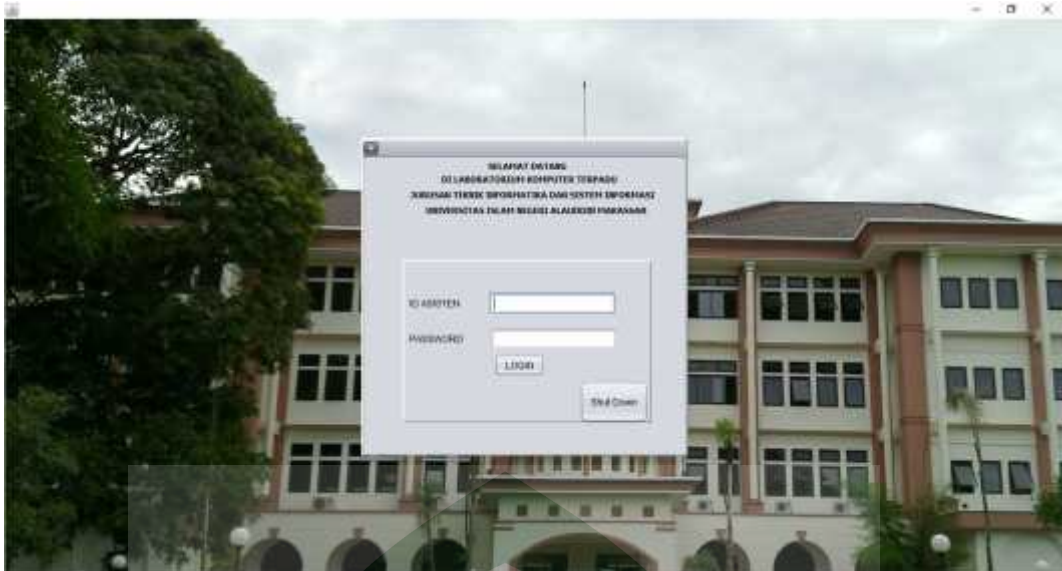 SELAMAT DATANG
DI LABORATORIUM KOMPUTER TERPADU
JURUSAN TEKNIK INFORMATIKA DAN SISTEM INFORMASI
UNIVERSITAS ISLAM NEGERI ALAUDDIN MAKASSAR
ID ASISTEN
PASSWORD
LOGIN
Shut Down